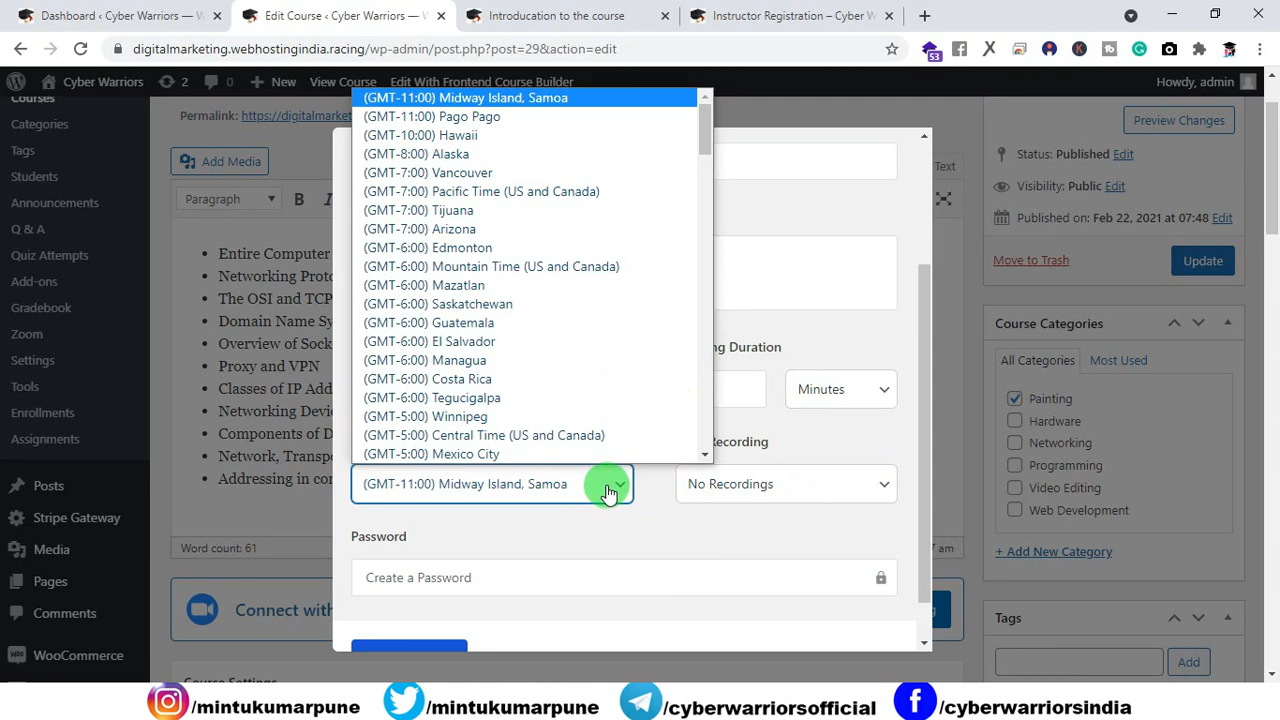 Dashboard ‹ Cyber Warriors —
Edit Course ‹ Cyber Warriors —
Introducation to the course
Instructor Registration – Cyber W
digitalmarketing.webhostingindia.racing/wp-admin/post.php?post=298&action=edit
53
Cyber Warriors
2
0
New
View Course
Edit With Frontend Course Builder
Howdy, admin
Courses
Categories
Tags
Students
Announcements
Q & A
Quiz Attempts
Add-ons
Gradebook
Zoom
Settings
Tools
Enrollments
Assignments
Posts
Stripe Gateway
Media
Pages
Comments
WooCommerce
Permalink: https://digitalmarket
Add Media
Text
Paragraph
B
I
Entire Computer
Networking Proto
The OSI and TCP
Domain Name Sy
Overview of Sock
Proxy and VPN
Classes of IP Add
Networking Devi
Components of D
Network, Transpo
Addressing in con
Word count: 61
7 am
Connect with
Course Settings
(GMT-11:00) Midway Island, Samoa
(GMT-11:00) Pago Pago
(GMT-10:00) Hawaii
(GMT-8:00) Alaska
(GMT-7:00) Vancouver
(GMT-7:00) Pacific Time (US and Canada)
(GMT-7:00) Tijuana
(GMT-7:00) Arizona
(GMT-6:00) Edmonton
(GMT-6:00) Mountain Time (US and Canada)
(GMT-6:00) Mazatlan
(GMT-6:00) Saskatchewan
(GMT-6:00) Guatemala
(GMT-6:00) El Salvador
(GMT-6:00) Managua
(GMT-6:00) Costa Rica
(GMT-6:00) Tegucigalpa
(GMT-5:00) Winnipeg
(GMT-5:00) Central Time (US and Canada)
(GMT-5:00) Mexico City
ng Duration
Minutes
Recording
(GMT-11:00) Midway Island, Samoa
No Recordings
Password
Create a Password
g
Preview Changes
Status: Published Edit
Visibility: Public Edit
Published on: Feb 22, 2021 at 07:48 Edit
Move to Trash
Update
Course Categories
All Categories
Most Used
Painting
Hardware
Networking
Programming
Video Editing
Web Development
+ Add New Category
Tags
Add
/mintukumarpune
/mintukumarpune
/cyberwarriorsofficial
/cyberwarriorsindia